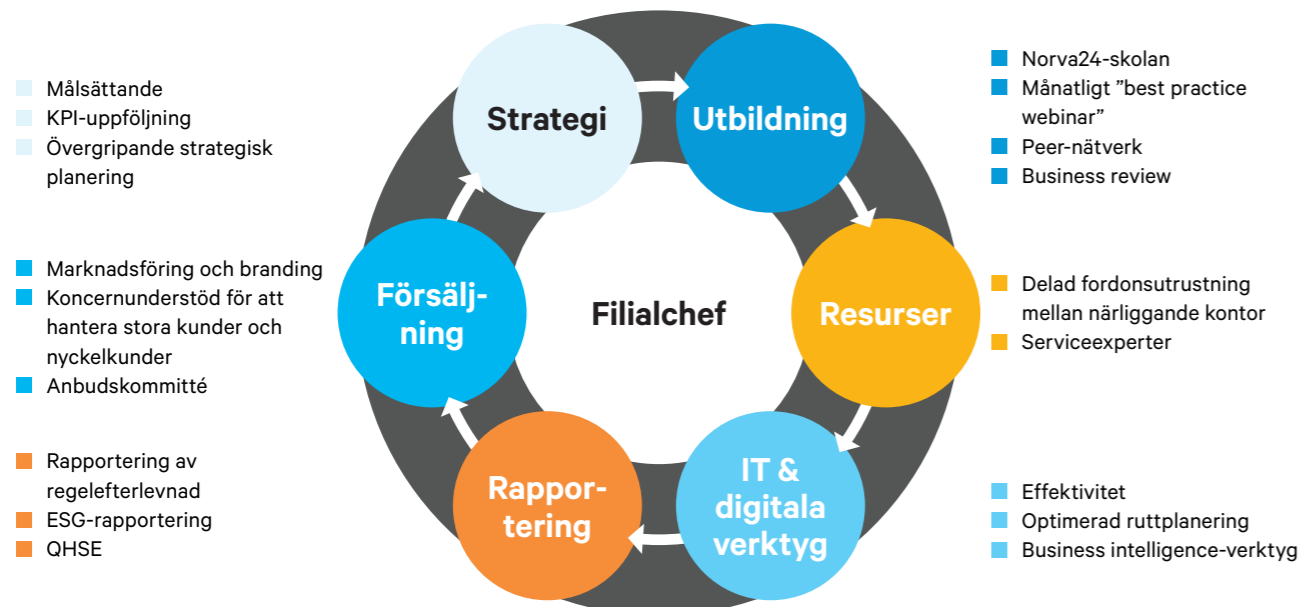 Målsättande
KPI-uppföljning
Övergripande strategisk
planering
Marknadsföring och branding
Koncernunderstöd för att
hantera stora kunder och
nyckelkunder
Anbudskommitté
Rapportering av
regelefterlevnad
ESG-rapportering
QHSE
Strategi
Utbildning
Försälj-
ning
Filialchef
Resurser
Rappor-
tering
IT &
digitala
verktyg
Norva24-skolan
Månatligt ”best practice
webinar”
Peer-nätverk
Business review
Delad fordonsutrustning
mellan närliggande kontor
Serviceexperter
Effektivitet
Optimerad ruttplanering
Business intelligence-verktyg